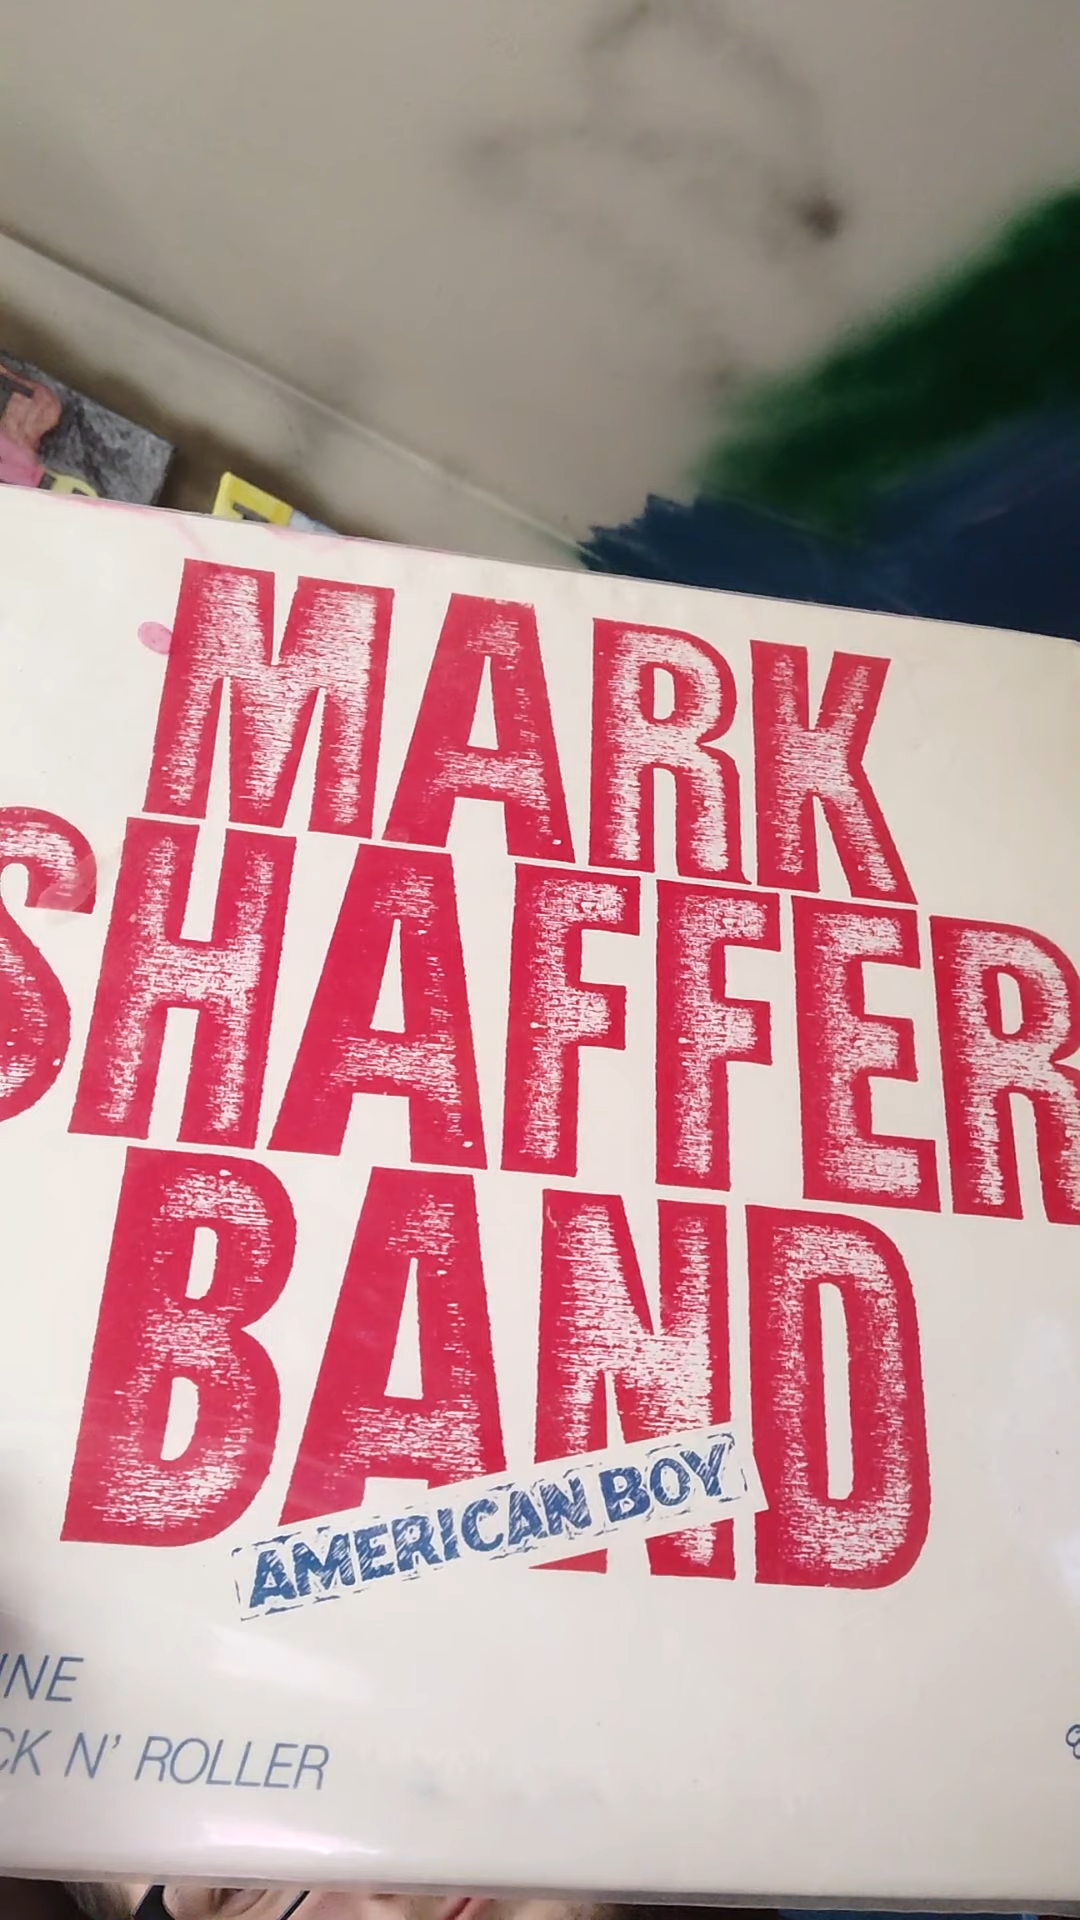 MARK
SHAFFER
BAND
AMERICAN BOY
INE
CK N' ROLLER